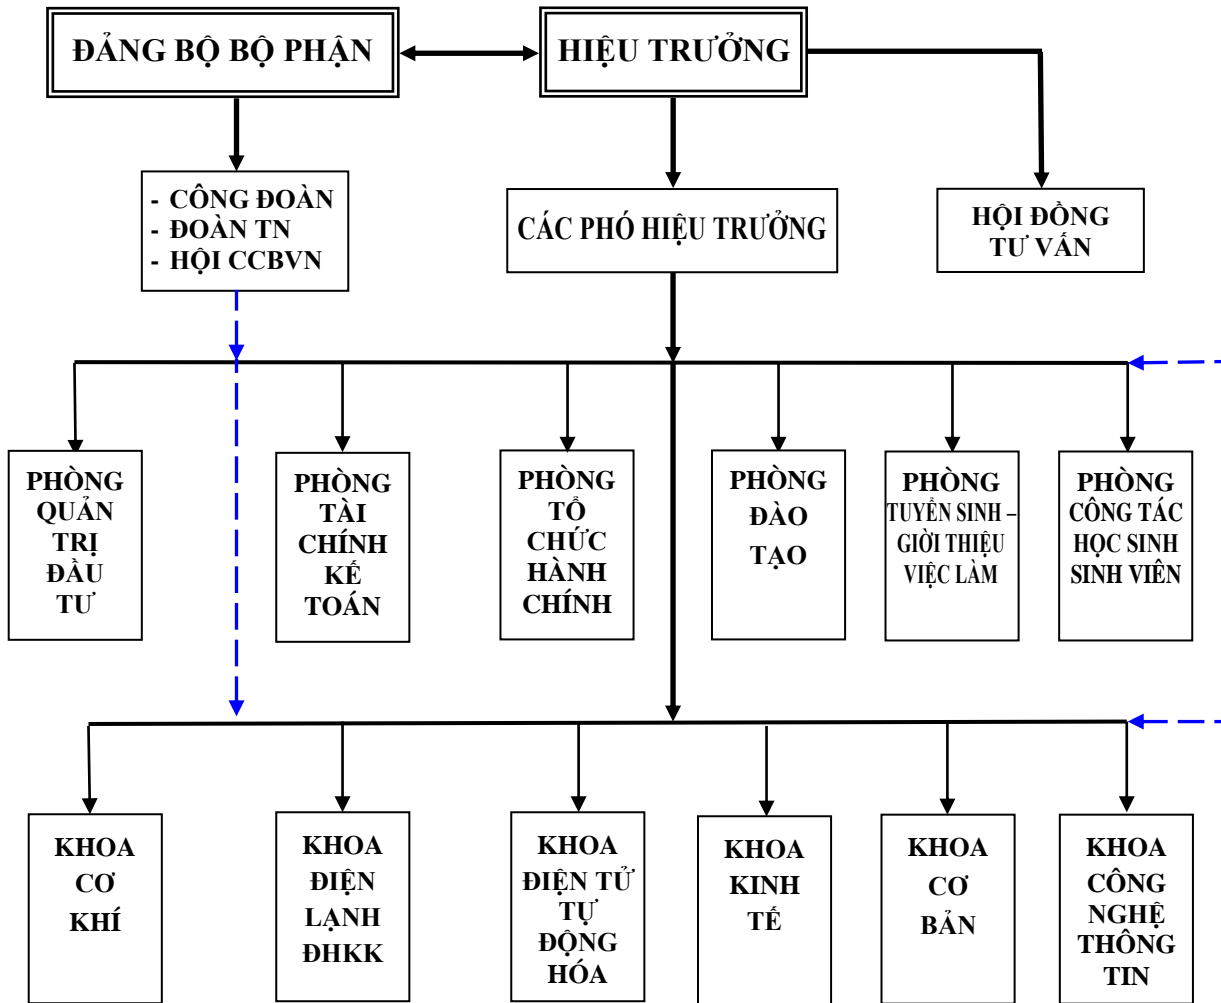 ĐẢNG BỘ BỘ PHẬN
HIỆU TRƯỞNG
- CÔNG ĐOÀN
- ĐOÀN TN
- HỘI CCBVN
CÁC PHÓ HIỆU TRƯỞNG
HỘI ĐỒNG
TƯ VẤN
PHÒNG
QUẢN
TRỊ
ĐẦU
TƯ
PHÒNG
TÀI
CHÍNH
KẾ
TOÁN
PHÒNG
TỔ
CHỨC
HÀNH
CHÍNH
PHÒNG
ĐÀO
TẠO
PHÒNG
TUYỂN SINH –
GIỜI THIỆU
VIỆC LÀM
PHÒNG
CÔNG TÁC
HỌC SINH
SINH VIÊN
KHOA
CƠ
KHÍ
KHOA
ĐIỆN
LẠNH
ĐHKK
KHOA
ĐIỆN TỬ
TỰ
ĐỘNG
HÓA
KHOA
KINH
TẾ
KHOA
CƠ
BẢN
KHOA
CÔNG
NGHỆ
THÔNG
TIN